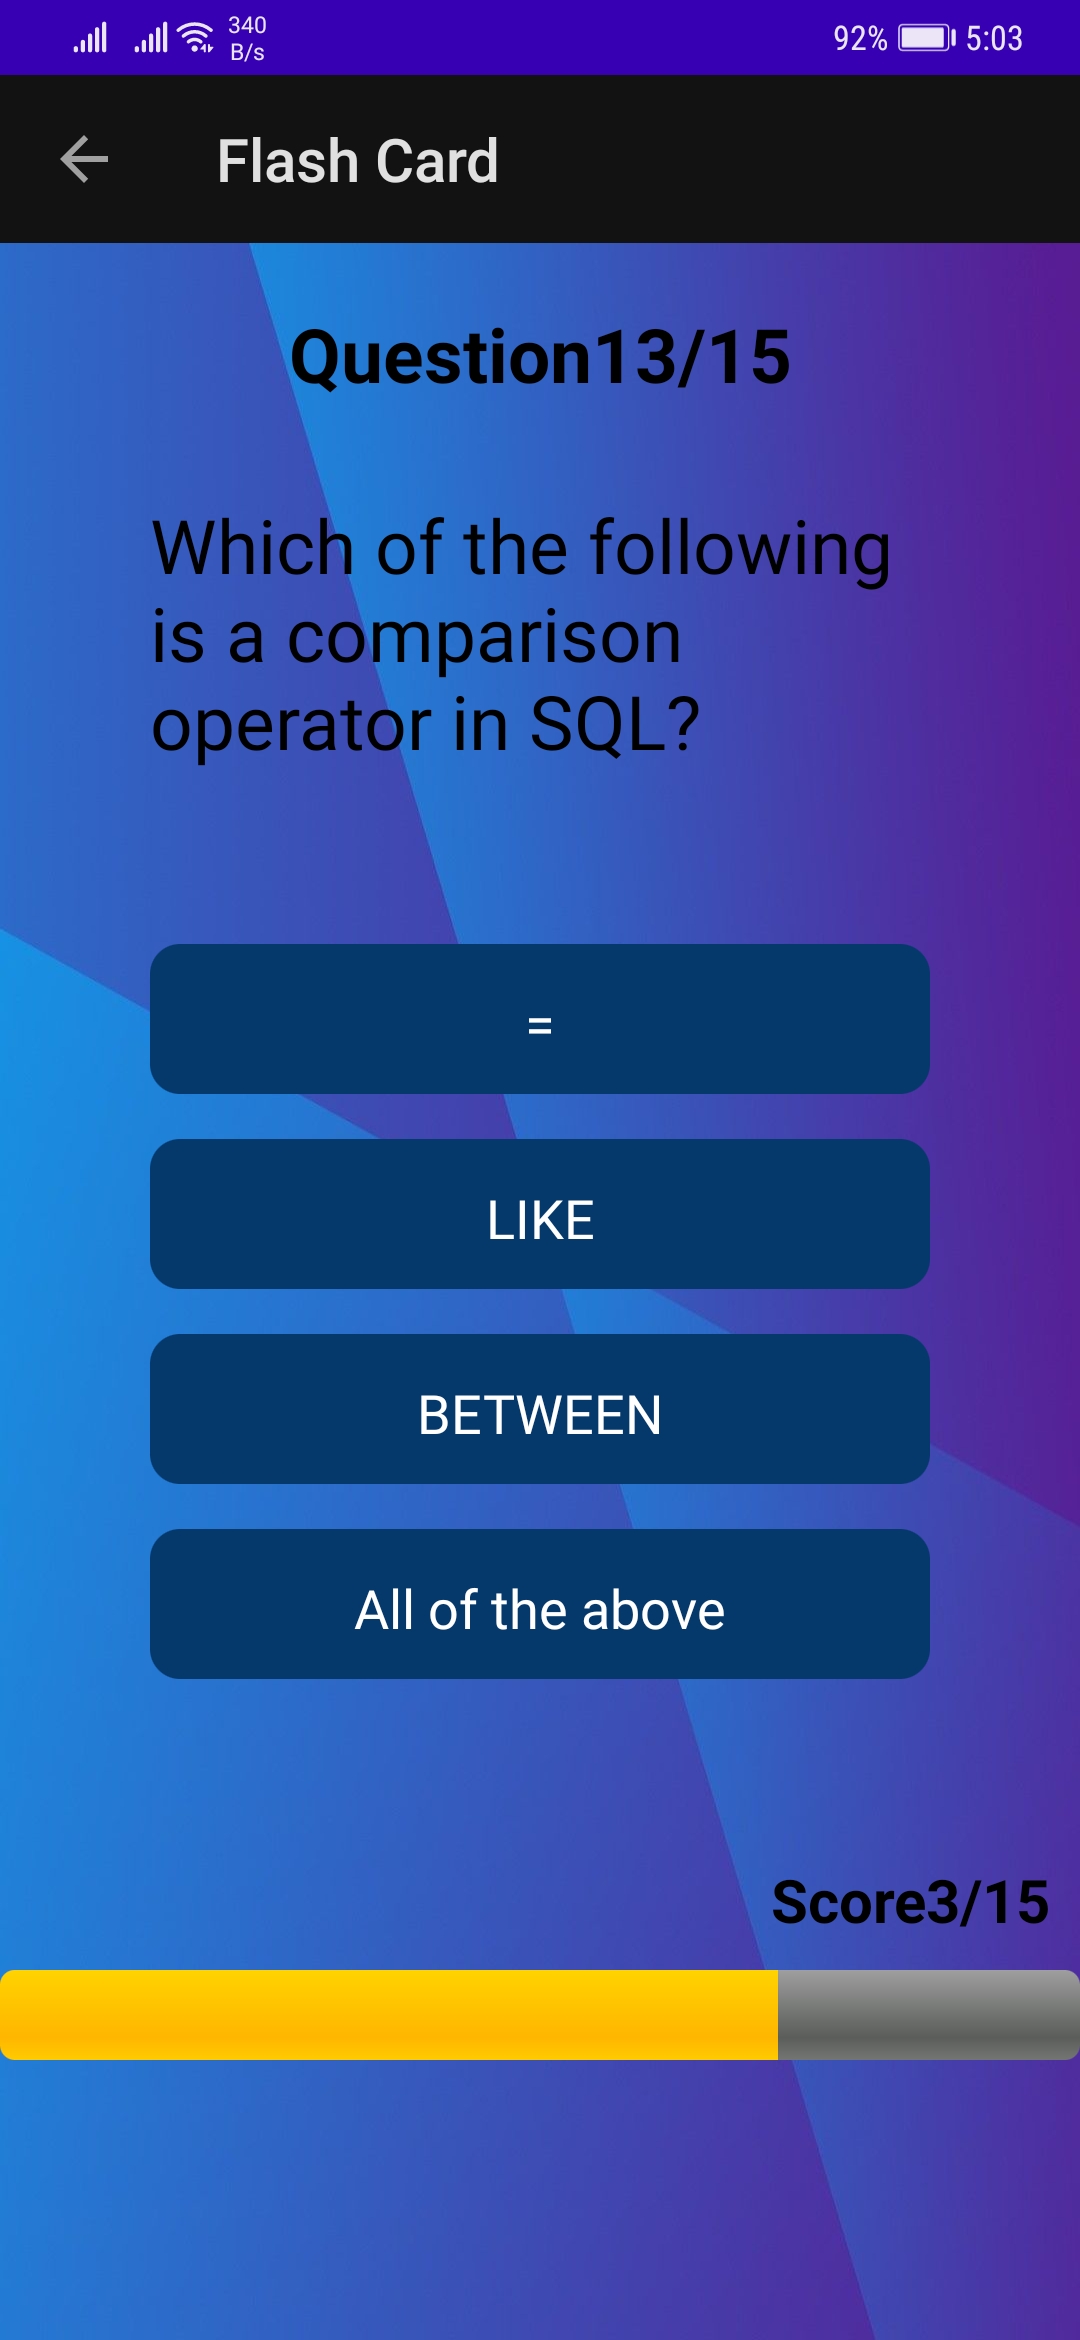 340
B/s
92%
5:03
Flash Card
Question13/15
Which of the following
is a comparison
operator in SQL?
=
LIKE
BETWEEN
All of the above
Score3/15